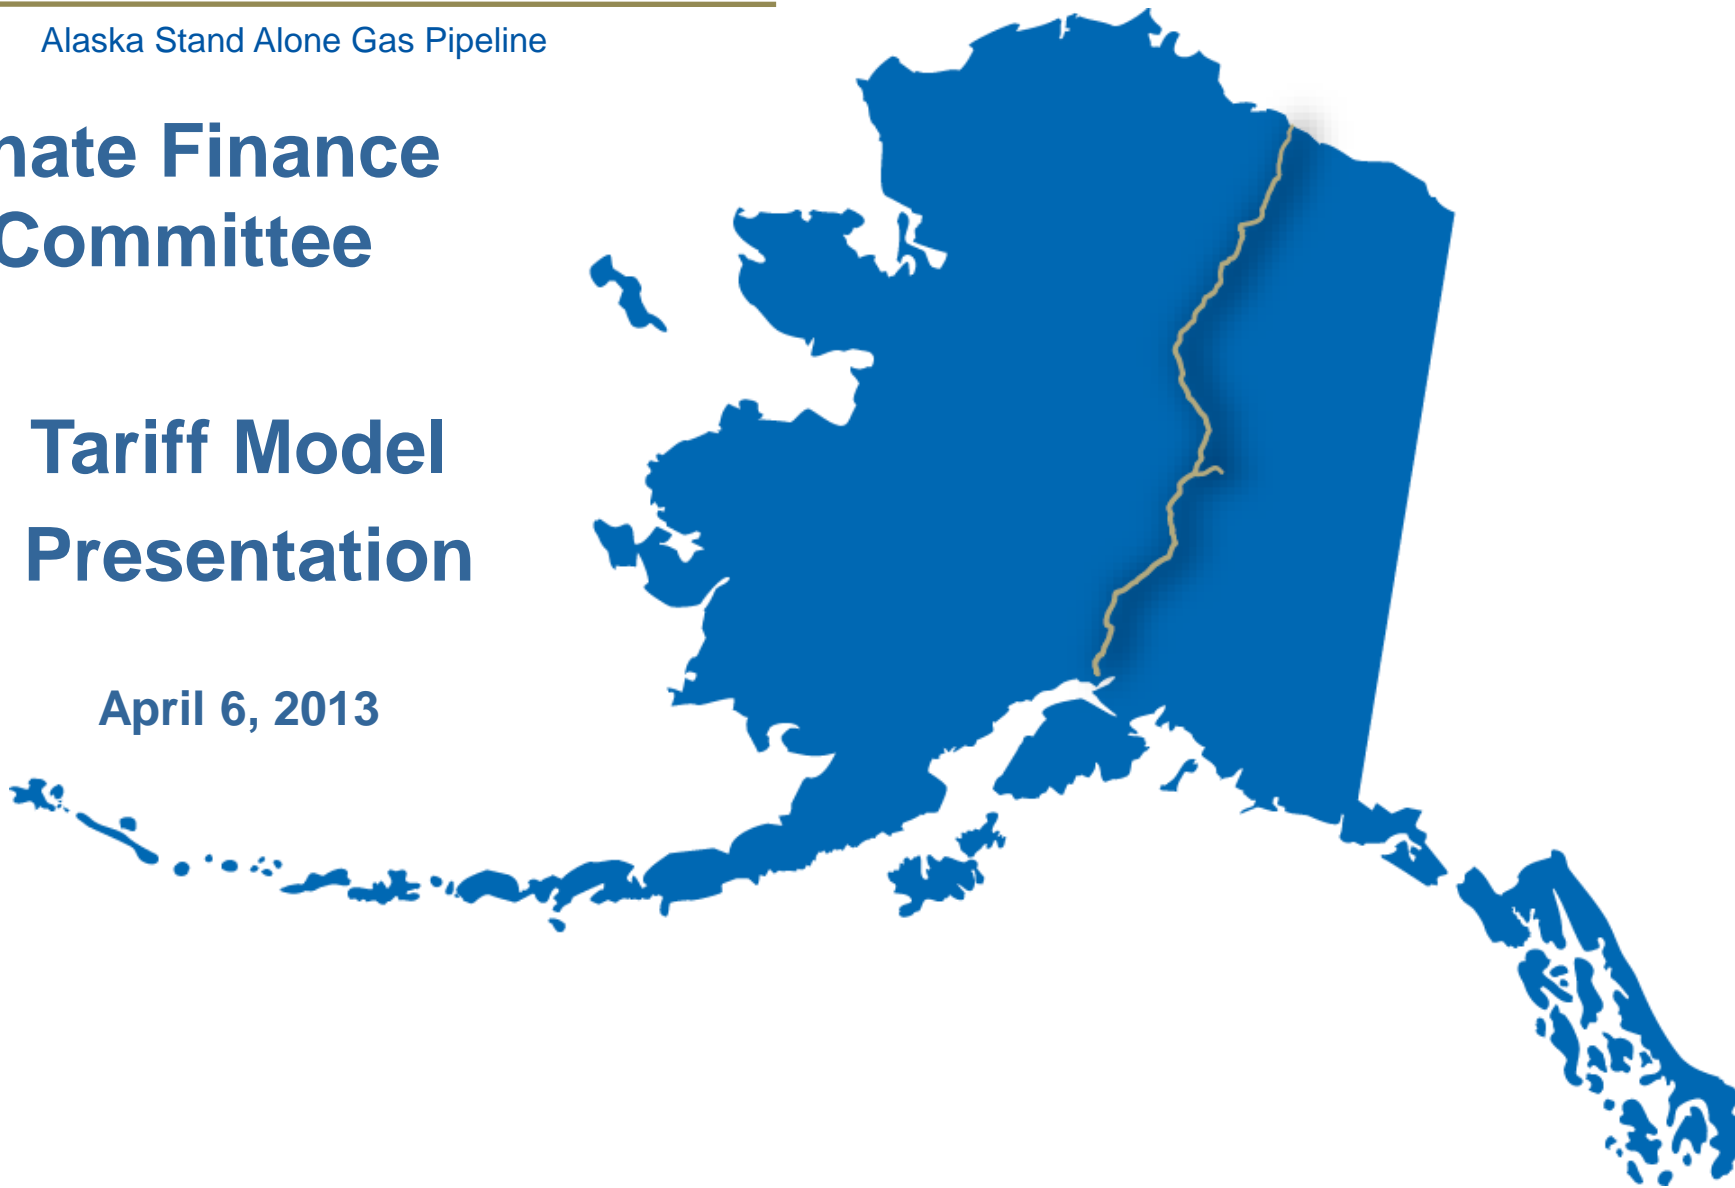 Alaska Stand Alone Gas Pipeline
nate Finance
Committee
Tariff Model
Presentation
April 6, 2013